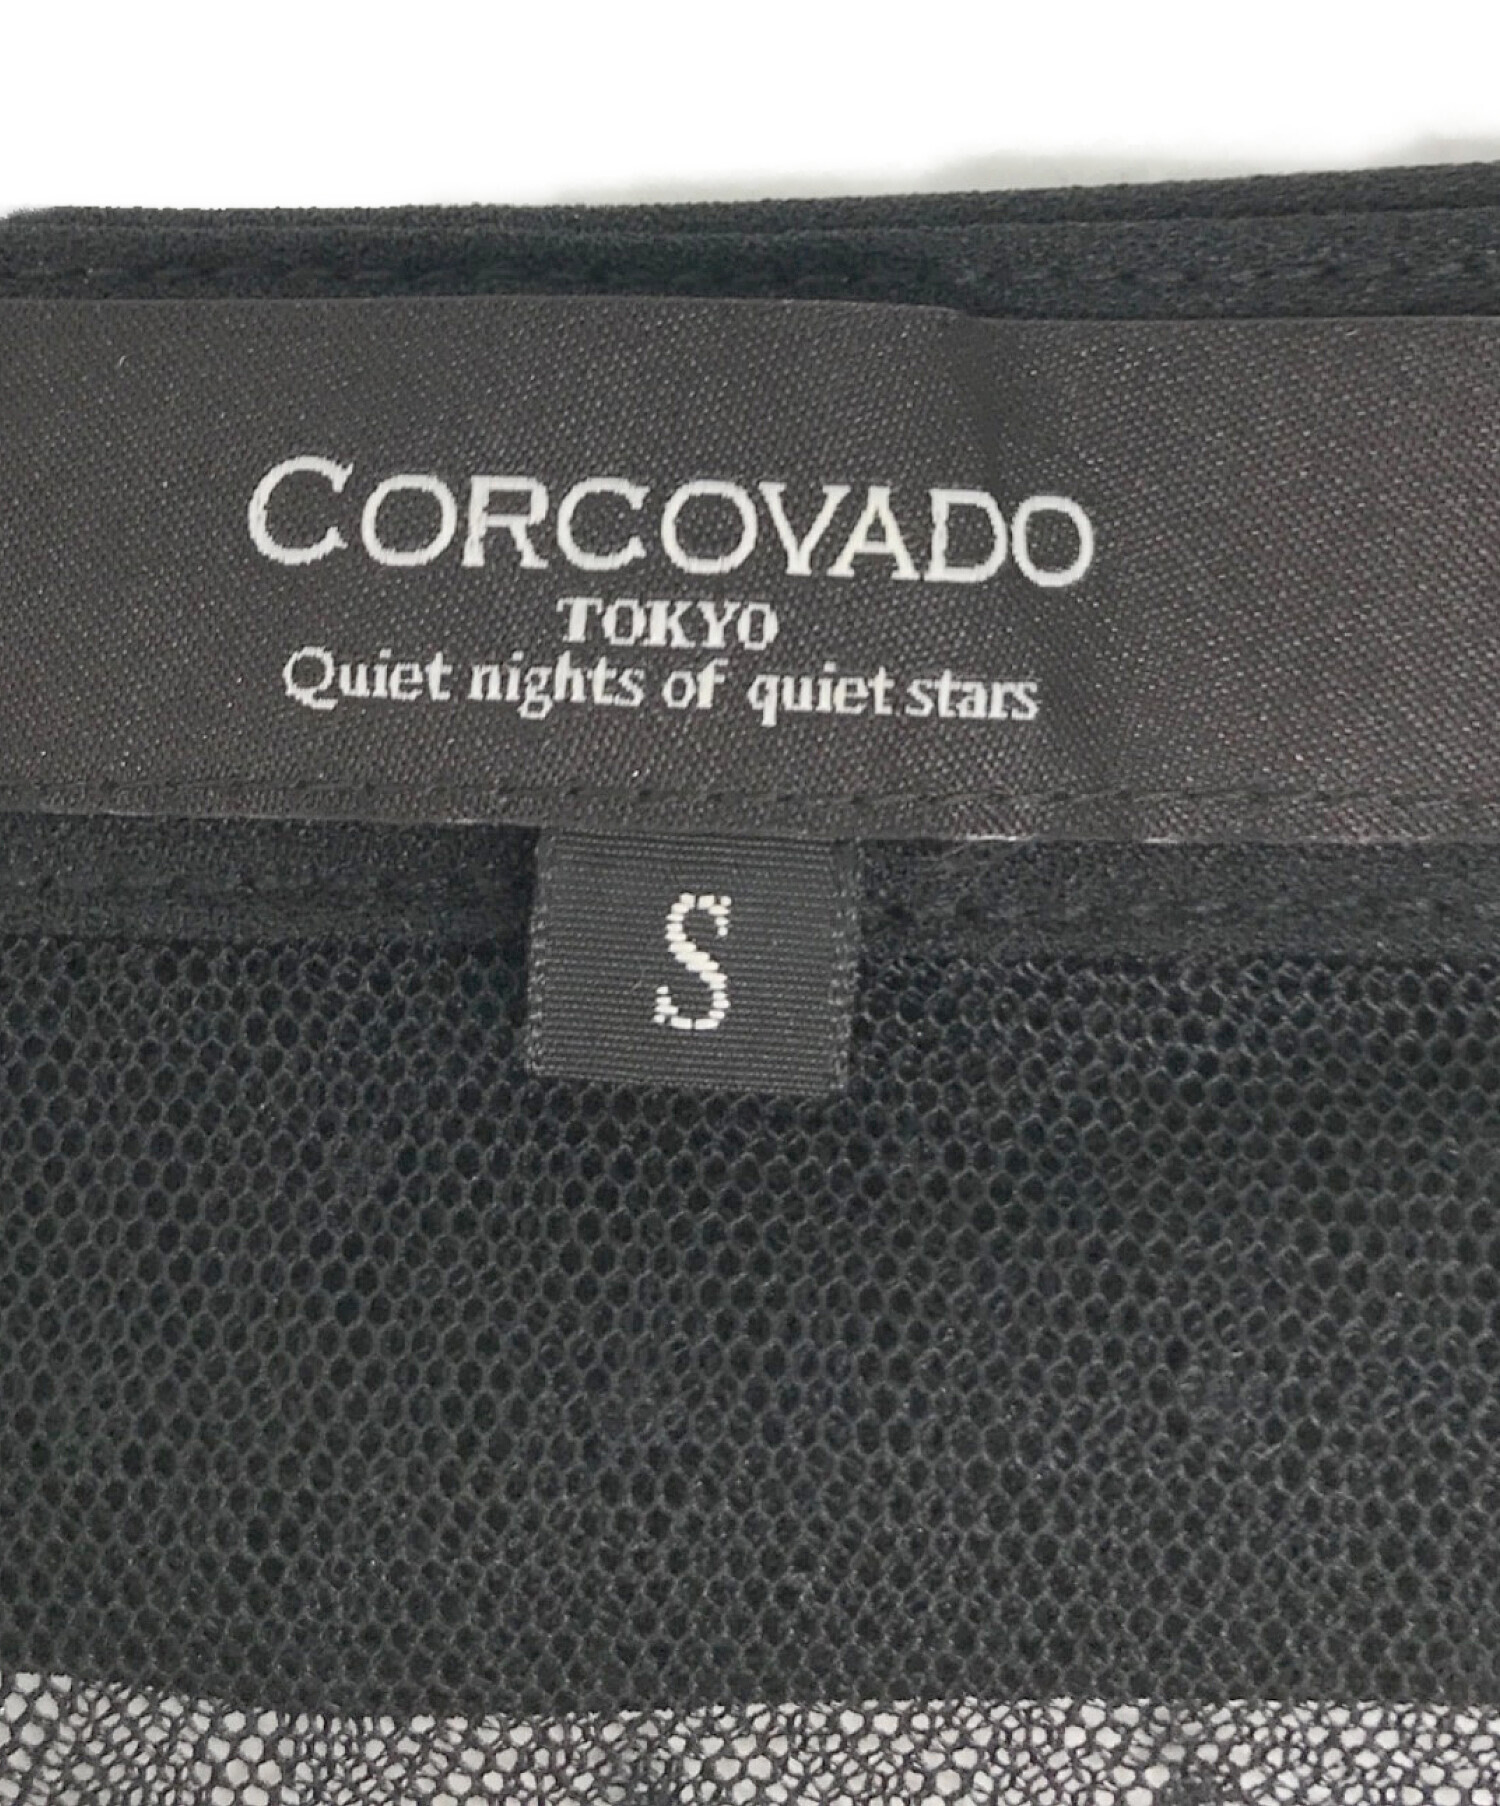 CORCOVADO
TOKYO
Quiet nights of quiet stars
S